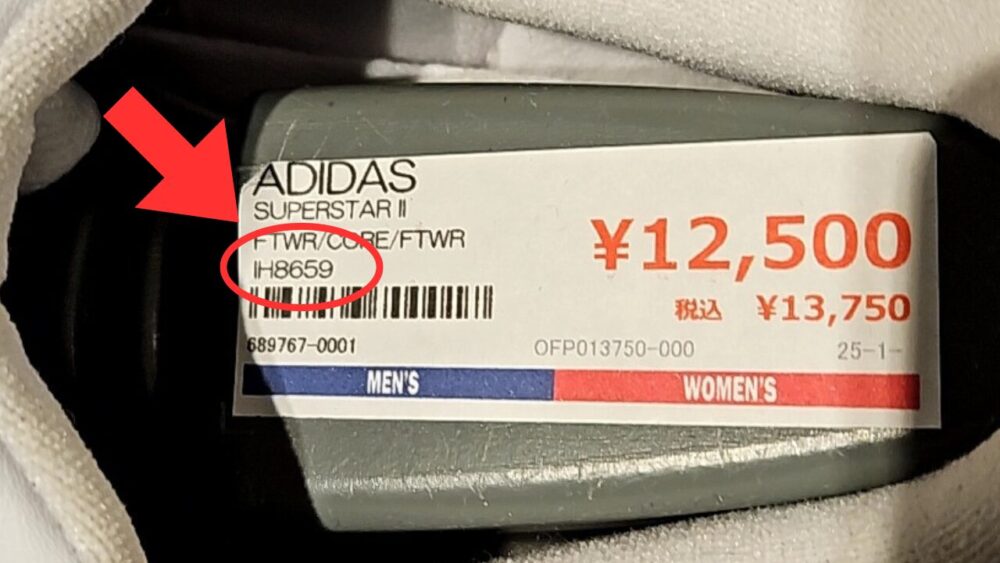 ADIDAS
SUPERSTAR II
FTWR/CORE/FTWR
IH8659
¥12,500
税込 ¥13,750
689767-0001
OFP013750-000
25-1-
MEN'S
WOMEN'S